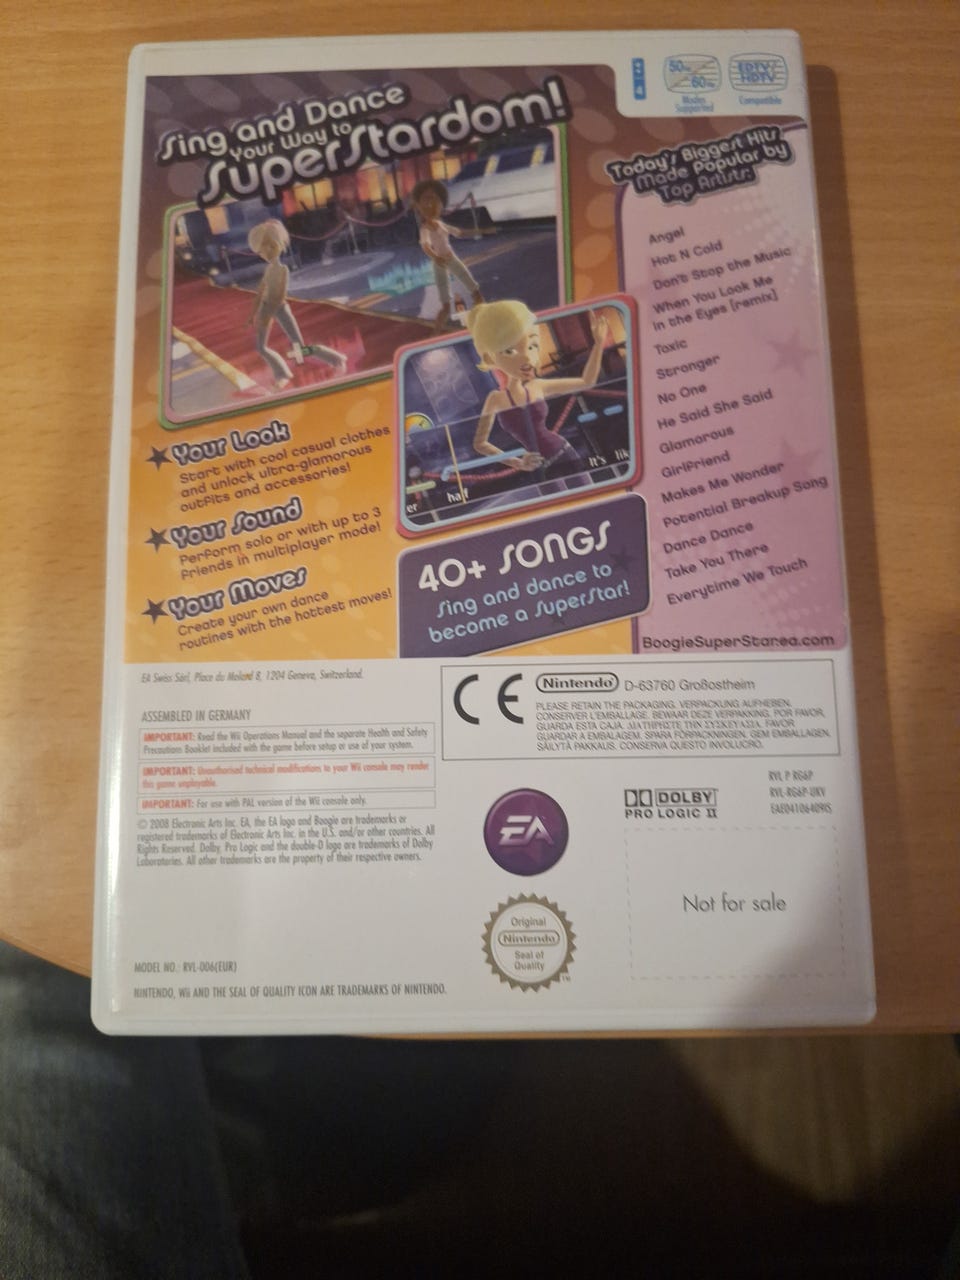 Sing and Dance
Your Way to
SuperStardom!
50Hz
60Hz
Modes
Supported
EDTV/
HDTV
Compatible
Today's Biggest Hits
Made Popular by
Top Artists:
Angel
Hot N Cold
Don't Stop the Music
When You Look Me
in the Eyes [remix]
Toxic
Stronger
No One
He Said She Said
Glamorous
Girlfriend
Makes Me Wonder
Potential Breakup Song
Dance Dance
Take You There
Everytime We Touch
BoogieSuperStar.ea.com
Your Look
Start with cool casual clothes
and unlock ultra-glamorous
outfits and accessories!
Your Sound
Perform solo or with up to 3
friends in multiplayer mode!
Your Moves
Create your own dance
routines with the hottest moves!
er half It's lik
40+ SONGS
Sing and dance to
become a SuperStar!
EA Swiss Sàrl, Place du Molard 8, 1204 Geneva, Switzerland.
ASSEMBLED IN GERMANY
IMPORTANT: Read the Wii Operations Manual and the separate Health and Safety
Precautions Booklet included with the game before setup or use of your system.
IMPORTANT: Unauthorised technical modifications to your Wii console may render
this game unplayable.
IMPORTANT: For use with PAL version of the Wii console only.
© 2008 Electronic Arts Inc. EA, the EA logo and Boogie are trademarks or
registered trademarks of Electronic Arts Inc. in the U.S. and/or other countries. All
Rights Reserved. Dolby, Pro Logic and the double-D logo are trademarks of Dolby
Laboratories. All other trademarks are the property of their respective owners.
MODEL NO.: RVL-006(EUR)
NINTENDO, Wii AND THE SEAL OF QUALITY ICON ARE TRADEMARKS OF NINTENDO.
CE Nintendo® D-63760 Großostheim
PLEASE RETAIN THE PACKAGING. VERPACKUNG AUFHEBEN.
CONSERVER L'EMBALLAGE. BEWAAR DEZE VERPAKKING. POR FAVOR,
GUARDA ESTA CAJA. ΔΙΑΤΗΡΗΣΤΕ ΤΗΝ ΣΥΣΚΕΥΑΣΙΑ. FAVOR
GUARDAR A EMBALAGEM. SPARA FÖRPACKNINGEN. GEM EMBALLAGEN.
SÄILYTÄ PAKKAUS. CONSERVA QUESTO INVOLUCRO.
EA
DOLBY
PRO LOGIC II
RVL P RG6P
RVL-RG6P-UKV
EAE04106409IS
Original
Nintendo
Seal of
Quality
TM
Not for sale